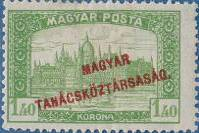 MAGYAR POSTA
MAGYAR
TANÁCSKÖZTÁRSASÁG.
1 40 KORONA 1 40